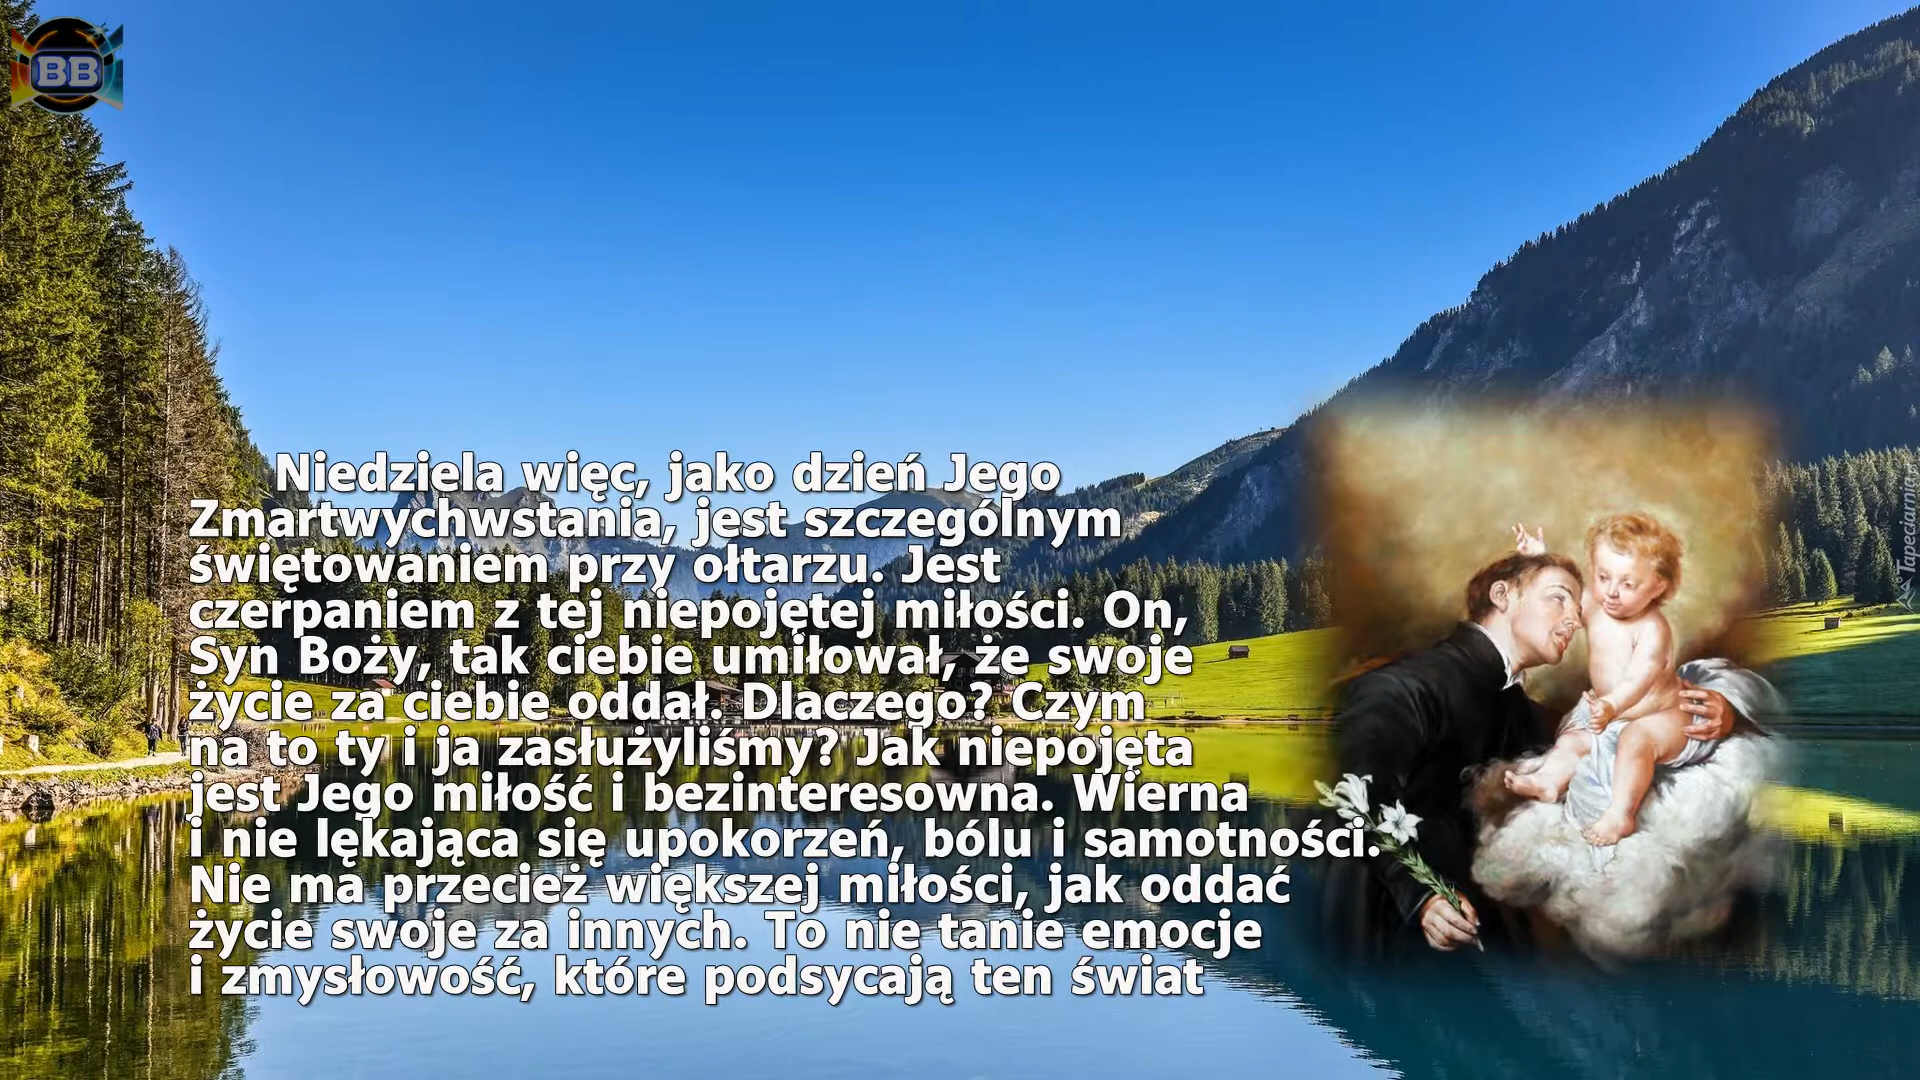 BB
Niedziela więc, jako dzień Jego
Zmartwychwstania, jest szczególnym
świętowaniem przy ołtarzu. Jest
czerpaniem z tej niepojętej miłości. On,
Syn Boży, tak ciebie umiłował, że swoje
życie za ciebie oddał. Dlaczego? Czym
na to ty i ja zasłużyliśmy? Jak niepojęta
jest Jego miłość i bezinteresowna. Wierna
i nie lękająca się upokorzeń, bólu i samotności.
Nie ma przecież większej miłości, jak oddać
życie swoje za innych. To nie tanie emocje
i zmysłowość, które podsycają ten świat
Tapeciarnia.pl